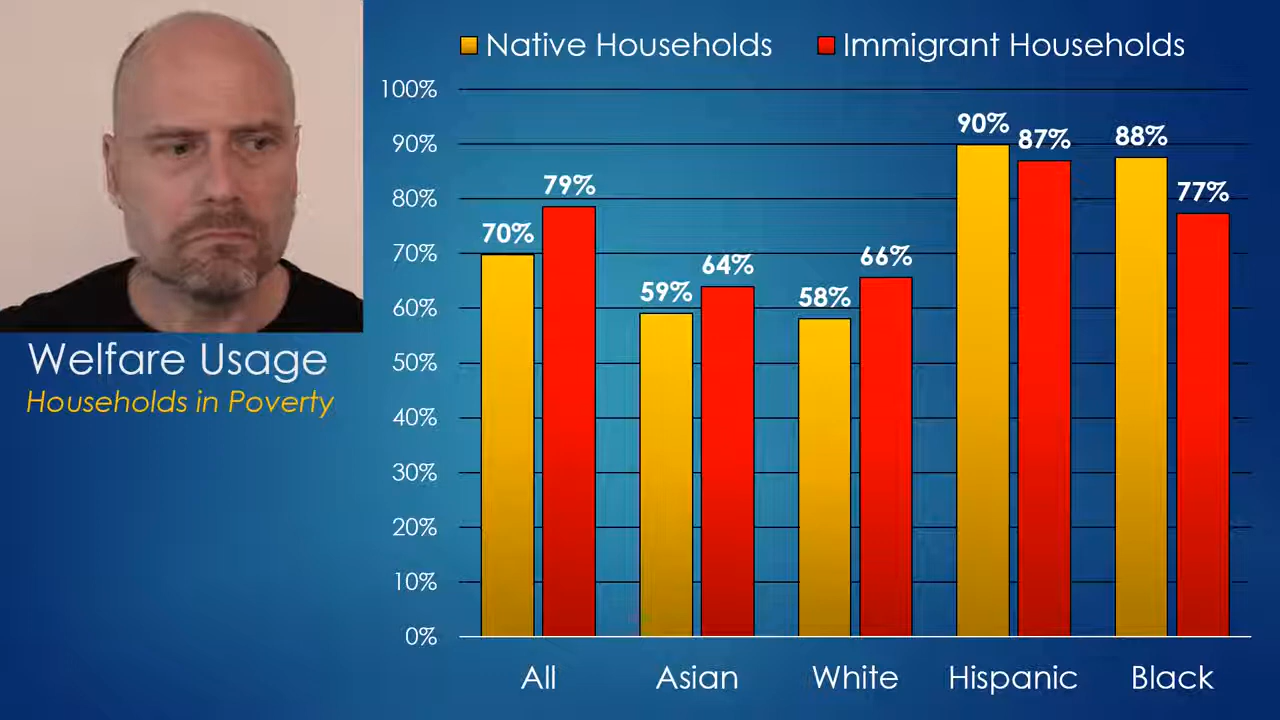 Native Households Immigrant Households
Welfare Usage
Households in Poverty
100%
90%
80%
70%
60%
50%
40%
30%
20%
10%
0%
70% 79% 59% 64% 58% 66% 90% 87% 88% 77%
All Asian White Hispanic Black